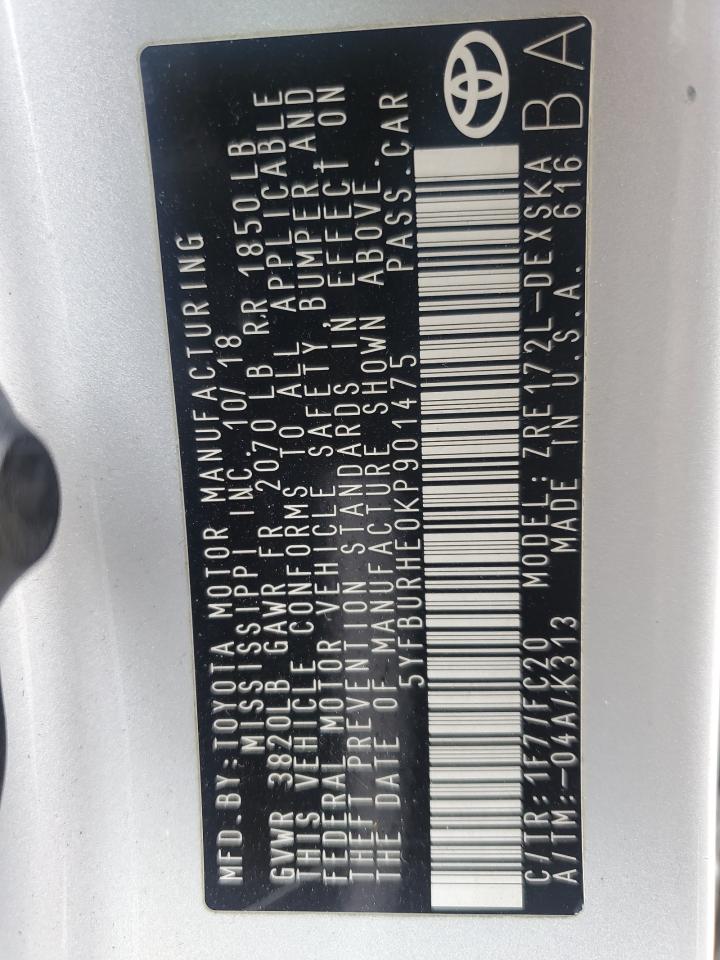 MFD.BY:TOYOTA MOTOR MANUFACTURING
MISSISSIPPI INC. 10/18
GVWR 3820LB GAWR FR 2070LB RR 1850LB
THIS VEHICLE CONFORMS TO ALL APPLICABLE
FEDERAL MOTOR VEHICLE SAFETY, BUMPER AND
THEFT PREVENTION STANDARDS IN EFFECT ON
THE DATE OF MANUFACTURE SHOWN ABOVE.
5YFBURHE0KP901475 PASS.CAR
C/TR:1F7/FC20 MODEL:ZRE172L-DEXSKA
A/TM:-04A/K313 MADE IN U.S.A. 616
BA